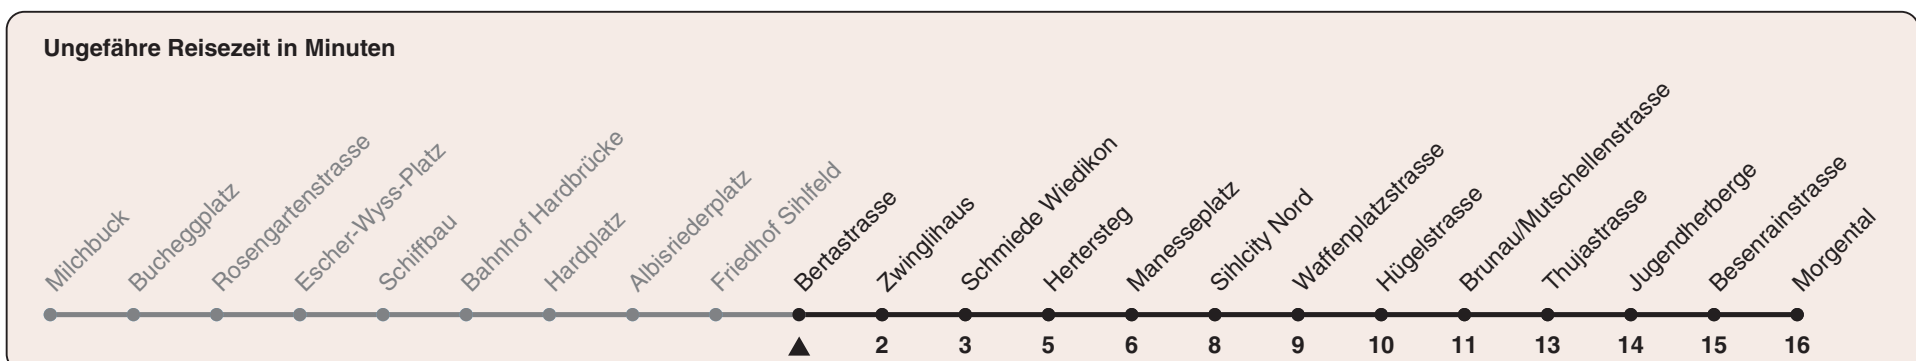 Ungefähre Reisezeit in Minuten
Milchbuck
Bucheggplatz
Rosengartenstrasse
Escher-Wyss-Platz
Schiffbau
Bahnhof Hardbrücke
Hardplatz
Albisriederplatz
Friedhof Sihlfeld
Bertastrasse
Zwinglihaus
Schmiede Wiedikon
Hertersteg
Manesseplatz
Sihlcity Nord
Waffenplatzstrasse
Hügelstrasse
Brunau/Mutschellenstrasse
Thujastrasse
Jugendherberge
Besenrainstrasse
Morgental
2 3 5 6 8 9 10 11 13 14 15 16